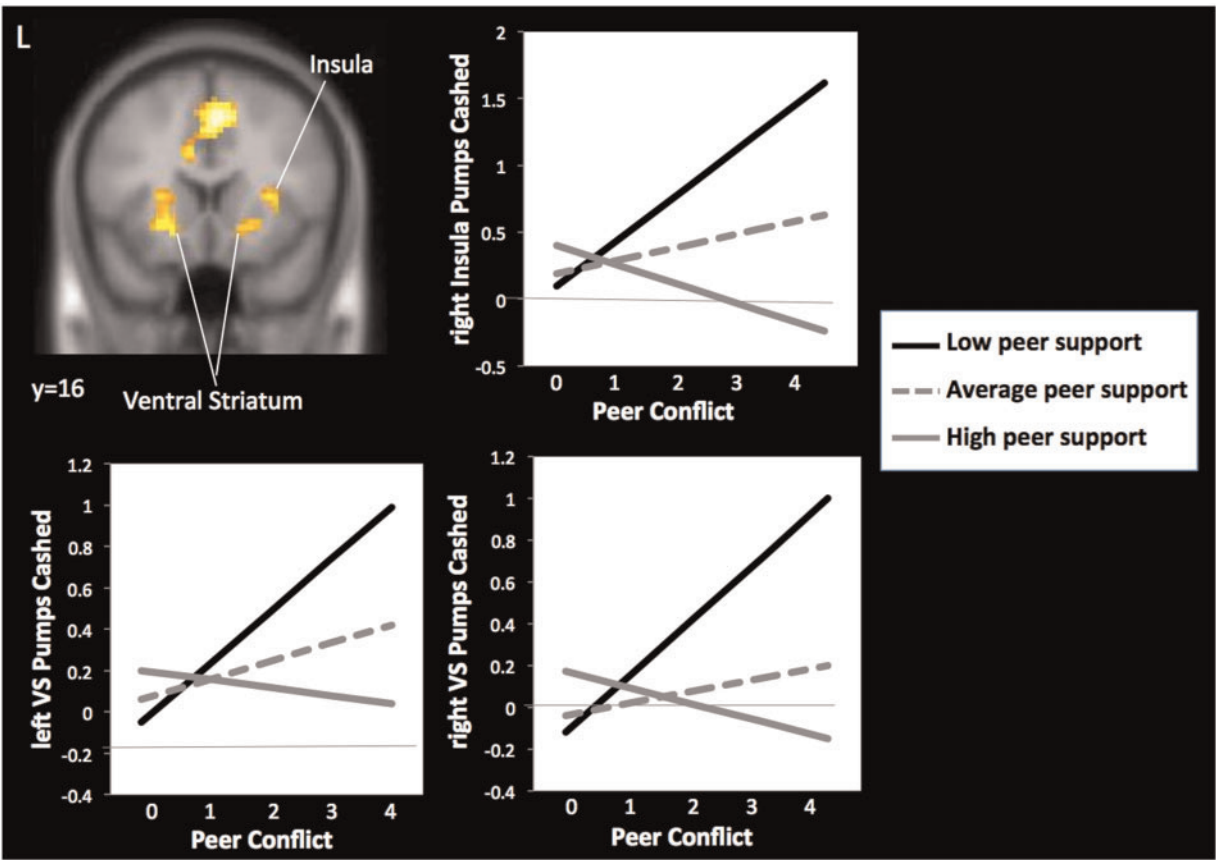 L
Insula
y=16
Ventral Striatum
right Insula Pumps Cashed
2
1.5
1
0.5
0
-0.5
0 1 2 3 4
Peer Conflict
Low peer support
Average peer support
High peer support
left VS Pumps Cashed
1.2
1
0.8
0.6
0.4
0.2
0
-0.2
-0.4
0 1 2 3 4
Peer Conflict
right VS Pumps Cashed
1.2
1
0.8
0.6
0.4
0.2
0
-0.2
-0.4
0 1 2 3 4
Peer Conflict